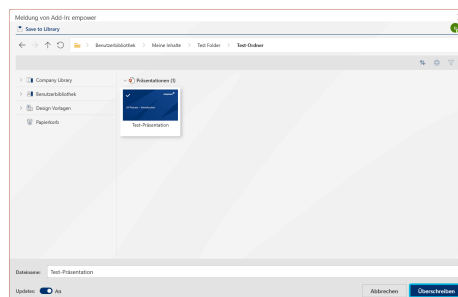 Meldung von Add-In: empower
Save to Library
Benutzerbibliothek > Meine Inhalte > Test Folder > Test-Ordner
Company Library
Benutzerbibliothek
Design Vorlagen
Papierkorb
Präsentationen (1)
Test-Präsentation
Dateiname: Test-Präsentation
Updates: An
Abbrechen
Überschreiben